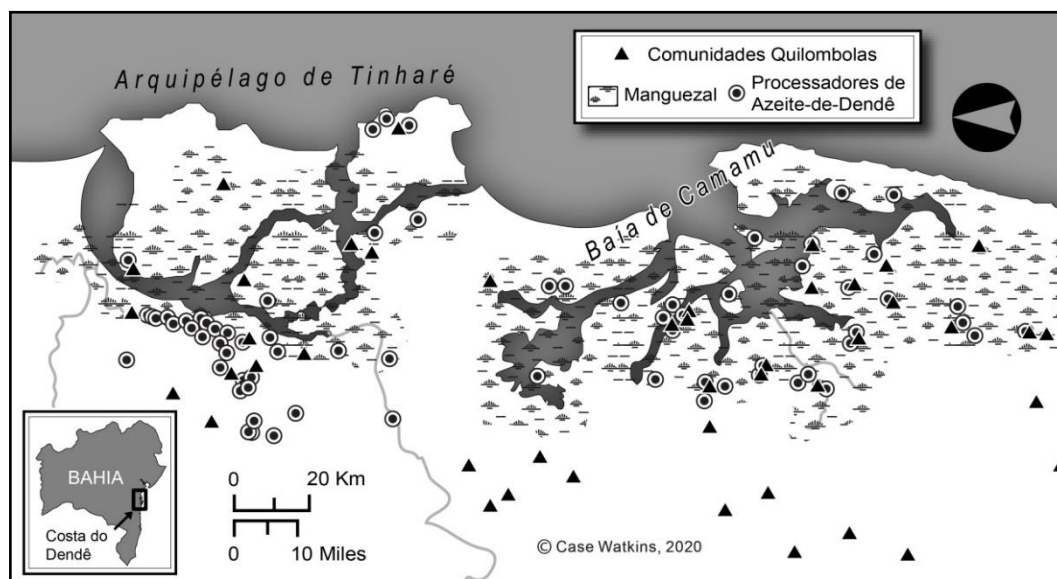 Arquipélago de Tinharé
Comunidades Quilombolas
Manguezal
Processadores de
Azeite-de-Dendê
Baía de Camamu
BAHIA
Costa do
Dendê
0 20 Km
0 10 Miles
© Case Watkins, 2020